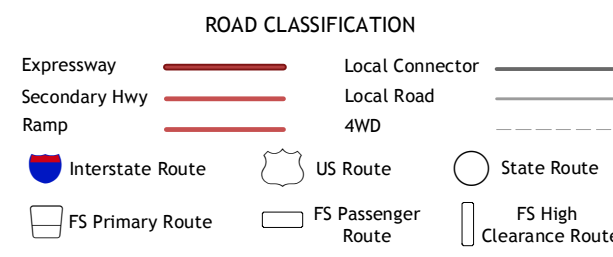 ROAD CLASSIFICATION
Expressway
Local Connector
Secondary Hwy
Local Road
Ramp
4WD
Interstate Route
US Route
State Route
FS Primary Route
FS Passenger
Route
FS High
Clearance Route